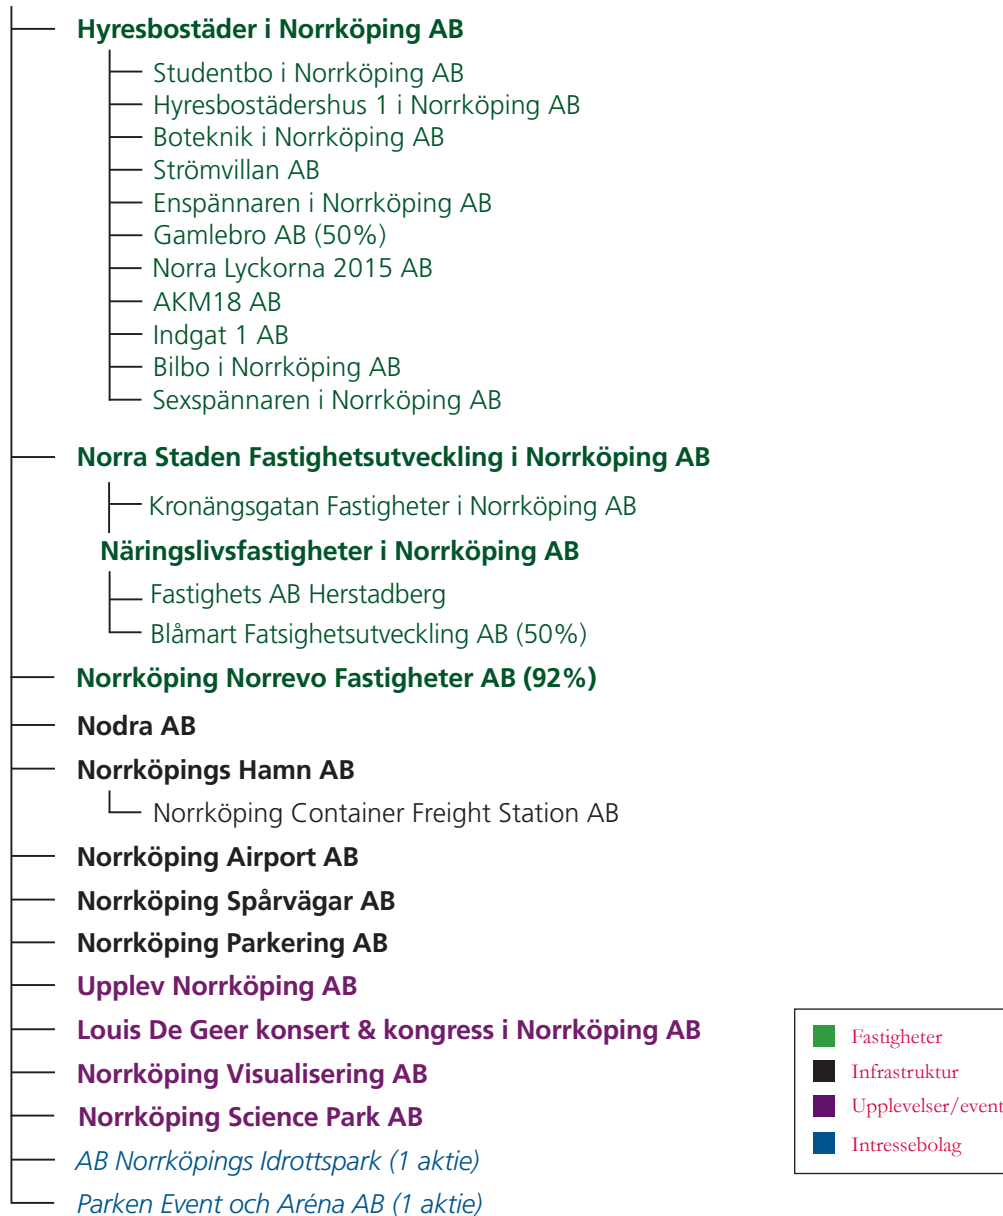 Hyresbostäder i Norrköping AB
Studentbo i Norrköping AB
Hyresbostädershus 1 i Norrköping AB
Boteknik i Norrköping AB
Strömvillan AB
Enspännaren i Norrköping AB
Gamlebro AB (50%)
Norra Lyckorna 2015 AB
AKM18 AB
Indgat 1 AB
Bilbo i Norrköping AB
Sexspännaren i Norrköping AB
Norra Staden Fastighetsutveckling i Norrköping AB
Kronängsgatan Fastigheter i Norrköping AB
Näringslivsfastigheter i Norrköping AB
Fastighets AB Herstadberg
Blåmart Fatsighetsutveckling AB (50%)
Norrköping Norrevo Fastigheter AB (92%)
Nodra AB
Norrköpings Hamn AB
Norrköping Container Freight Station AB
Norrköping Airport AB
Norrköping Spårvägar AB
Norrköping Parkering AB
Upplev Norrköping AB
Louis De Geer konsert & kongress i Norrköping AB
Norrköping Visualisering AB
Norrköping Science Park AB
AB Norrköpings Idrottspark (1 aktie)
Parken Event och Aréna AB (1 aktie)
Fastigheter
Infrastruktur
Upplevelser/event
Intressebolag